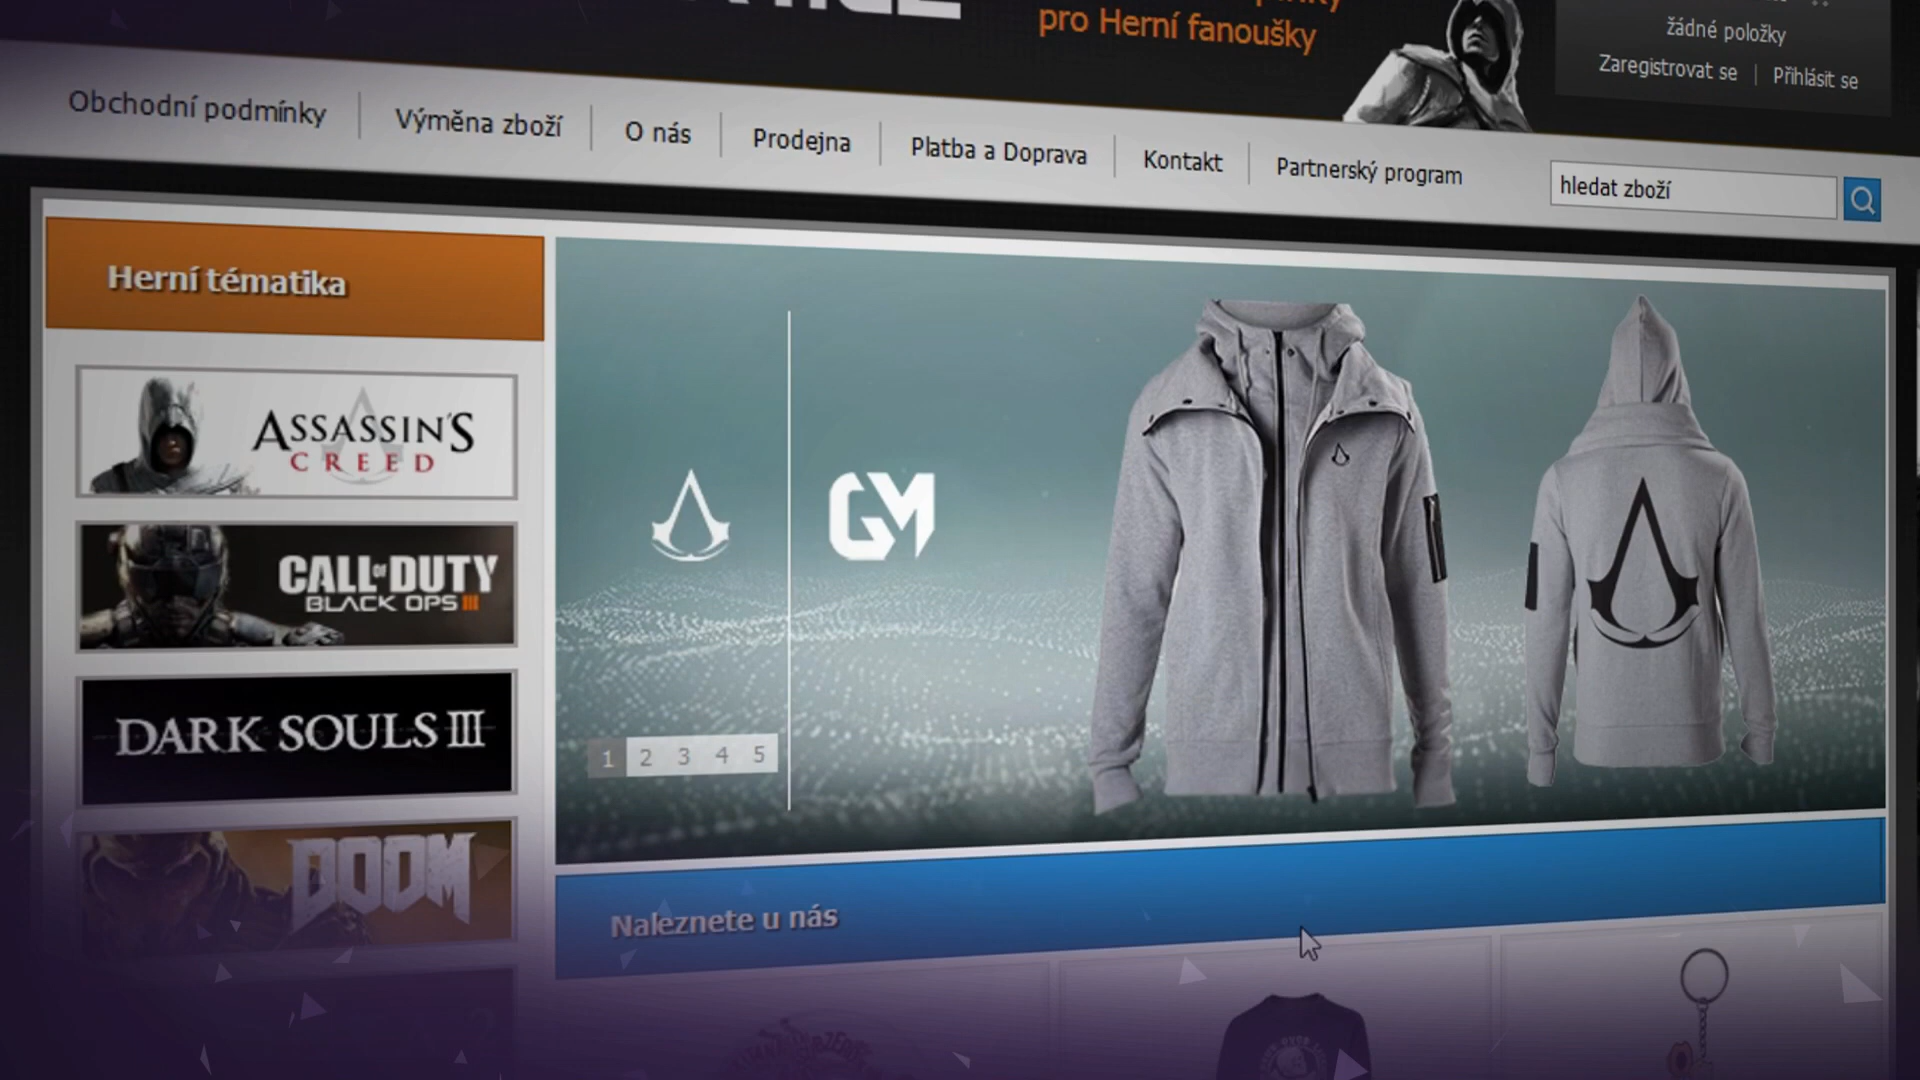 pro Herní fanoušky
žádné položky
Zaregistrovat se | Přihlásit se
Obchodní podmínky
Výměna zboží
O nás
Prodejna
Platba a Doprava
Kontakt
Partnerský program
hledat zboží
Herní tématika
ASSASSIN'S
CREED
CALL OF DUTY
BLACK OPS III
DARK SOULS III
DOOM
GM
1 2 3 4 5
Naleznete u nás